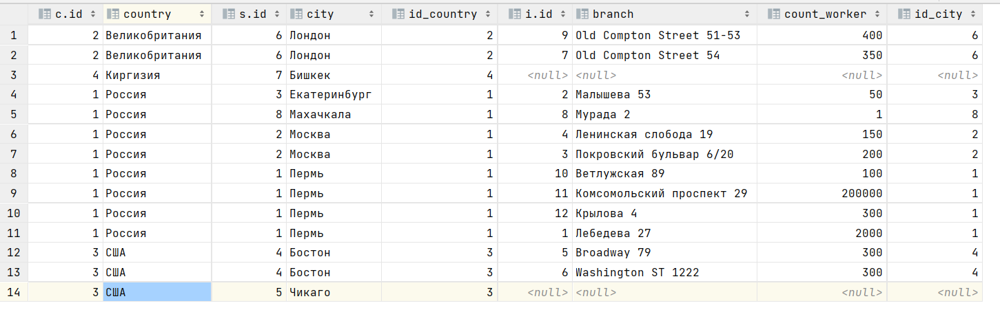 c.id country s.id city id_country i.id branch count_worker id_city
1 2 Великобритания 6 Лондон 2 9 Old Compton Street 51-53 400 6
2 2 Великобритания 6 Лондон 2 7 Old Compton Street 54 350 6
3 4 Киргизия 7 Бишкек 4 <null> <null> <null> <null>
4 1 Россия 3 Екатеринбург 1 2 Малышева 53 50 3
5 1 Россия 8 Махачкала 1 8 Мурада 2 1 8
6 1 Россия 2 Москва 1 4 Ленинская слобода 19 150 2
7 1 Россия 2 Москва 1 3 Покровский бульвар 6/20 200 2
8 1 Россия 1 Пермь 1 10 Ветлужская 89 100 1
9 1 Россия 1 Пермь 1 11 Комсомольский проспект 29 200000 1
10 1 Россия 1 Пермь 1 12 Крылова 4 300 1
11 1 Россия 1 Пермь 1 1 Лебедева 27 2000 1
12 3 США 4 Бостон 3 5 Broadway 79 300 4
13 3 США 4 Бостон 3 6 Washington ST 1222 300 4
14 3 США 5 Чикаго 3 <null> <null> <null> <null>